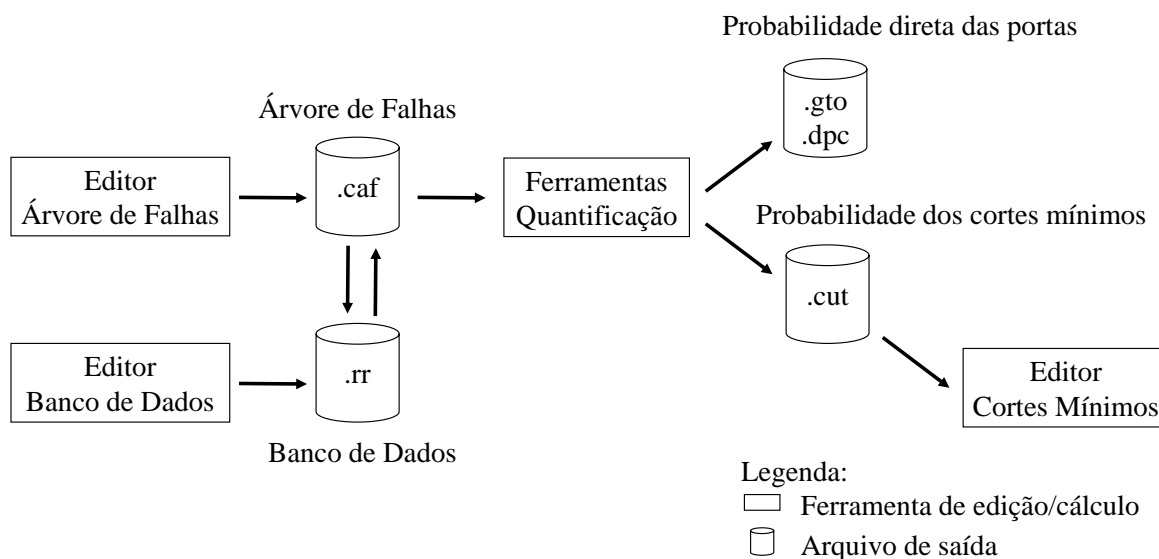 Probabilidade direta das portas
.gto
.dpc
Árvore de Falhas
.caf
Editor
Árvore de Falhas
Ferramentas
Quantificação
Probabilidade dos cortes mínimos
.cut
Editor
Banco de Dados
.rr
Banco de Dados
Editor
Cortes Mínimos
Legenda:
Ferramenta de edição/cálculo
Arquivo de saída